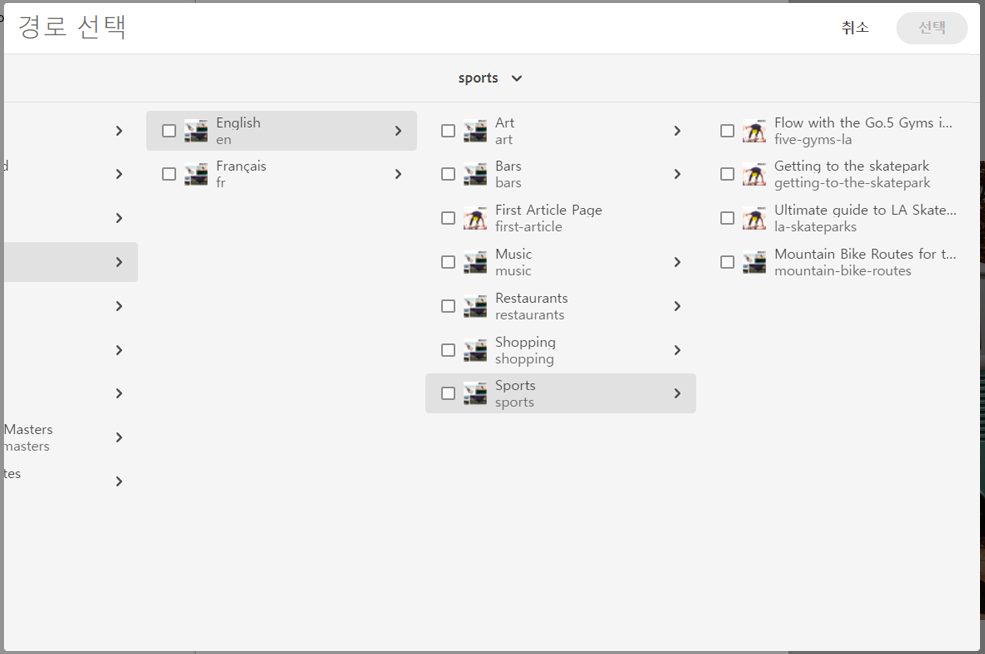 경로 선택
취소
선택
sports
English
en
Français
fr
Art
art
Bars
bars
First Article Page
first-article
Music
music
Restaurants
restaurants
Shopping
shopping
Sports
sports
Flow with the Go.5 Gyms i...
five-gyms-la
Getting to the skatepark
getting-to-the-skatepark
Ultimate guide to LA Skate...
la-skateparks
Mountain Bike Routes for t...
mountain-bike-routes
d
Masters
masters
tes